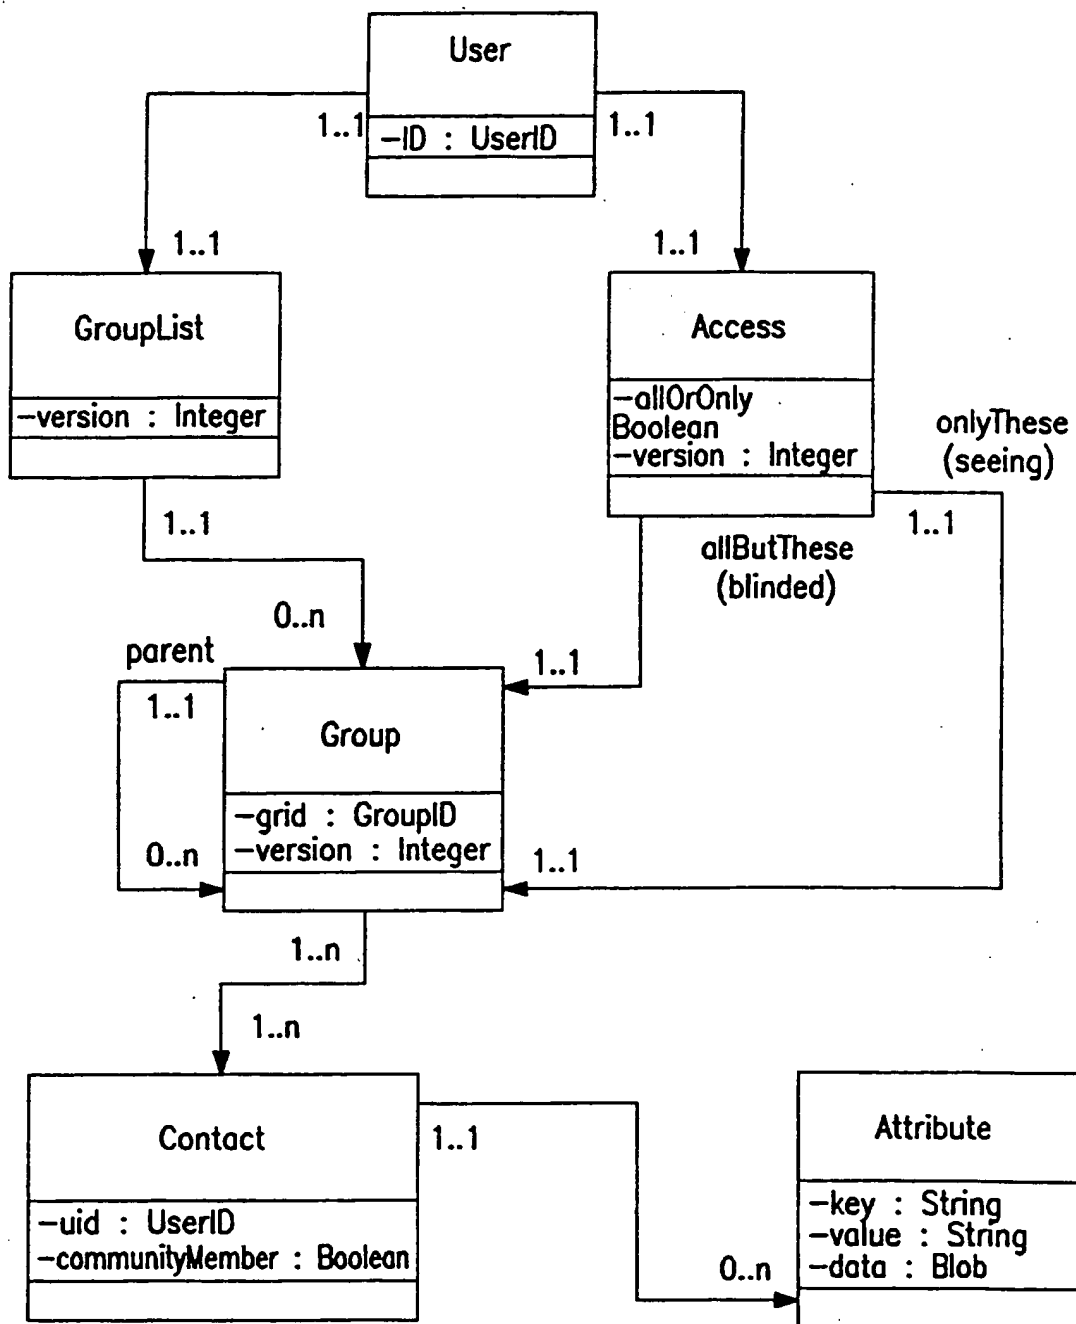 User
1..1
-ID : UserID
1..1
1..1
1..1
GroupList
-version : Integer
Access
-allOrOnly
Boolean
-version : Integer
onlyThese
(seeing)
1..1
1..1
allButThese
(blinded)
0..n
parent
1..1
1..1
Group
-grid : GroupID
-version : Integer
0..n
1..1
1..n
1..n
Contact
-uid : UserID
-communityMember : Boolean
1..1
Attribute
-key : String
-value : String
-data : Blob
0..n